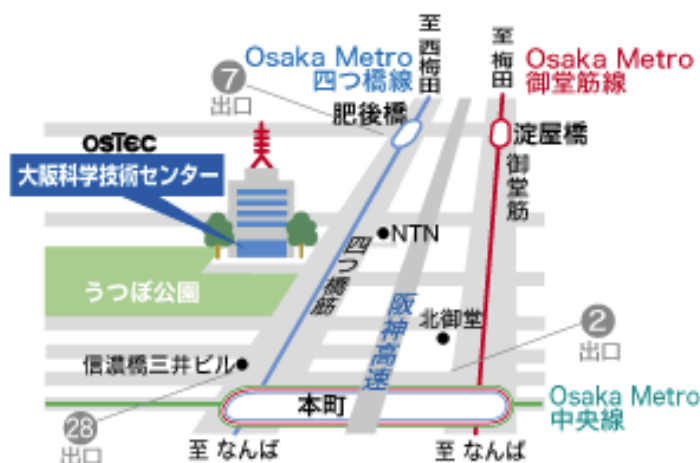 至 西梅田
至 梅田
Osaka Metro
四つ橋線
Osaka Metro
御堂筋線
7
出口
肥後橋
淀屋橋
御堂筋
OSTEC
大阪科学技術センター
NTN
四つ橋筋
うつぼ公園
阪神高速
北御堂
2
出口
信濃橋三井ビル
本町
Osaka Metro
中央線
28
出口
至 なんば
至 なんば